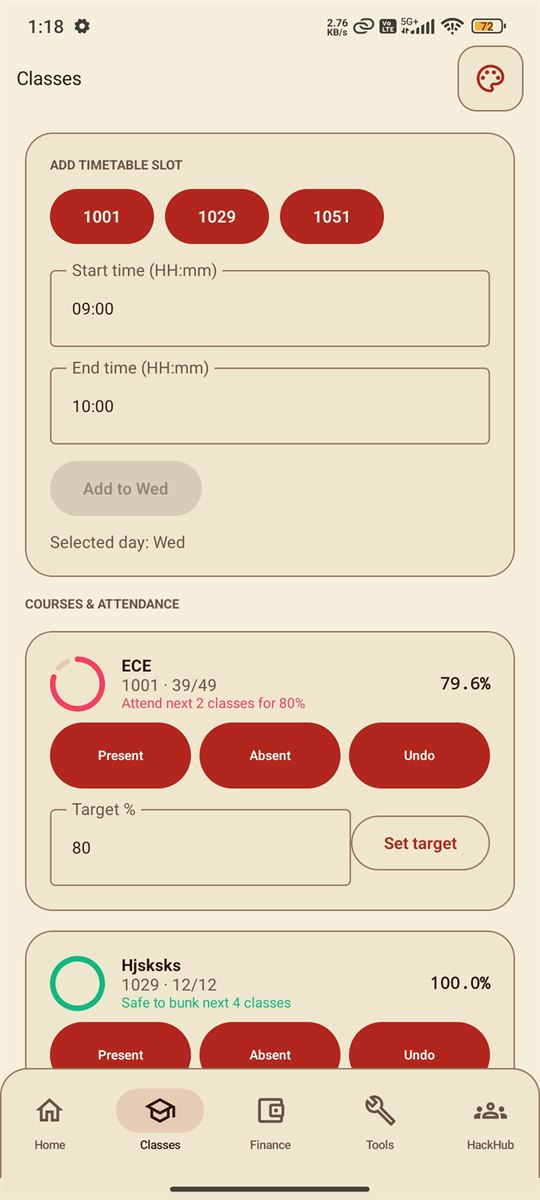 1:18
2.76
KB/s
Vo
LTE
5G+
72
Classes
ADD TIMETABLE SLOT
1001 1029 1051
Start time (HH:mm)
09:00
End time (HH:mm)
10:00
Add to Wed
Selected day: Wed
COURSES & ATTENDANCE
ECE
1001 · 39/49
Attend next 2 classes for 80%
79.6%
Present Absent Undo
Target %
80
Set target
Hjsksks
1029 · 12/12
Safe to bunk next 4 classes
100.0%
Present Absent Undo
Home Classes Finance Tools HackHub